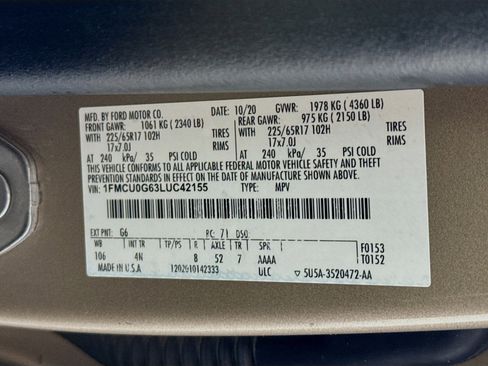 MFD. BY FORD MOTOR CO.
10/20 GVWR: 1978 KG ( 4360 LB)
FRONT GAWR: 1061 KG ( 2340 LB) REAR GAWR: 975 KG ( 2150 LB)
WITH 225/65R17 102H TIRES WITH 225/65R17 102H TIRES
17x7.0J RIMS 17x7.0J RIMS
AT 240 kPa/ 35 PSI COLD AT 240 kPa/ 35 PSI COLD
THIS VEHICLE CONFORMS TO ALL APPLICABLE FEDERAL MOTOR VEHICLE SAFETY AND THEFT
PREVENTION STANDARDS IN EFFECT ON THE DATE OF MANUFACTURE SHOWN ABOVE.
VIN: 1FMCU0G63LUC42155 TYPE: MPV
EXT PNT: G6 RC: 71 DSO:
WB INT TR TP/PS R AXLE TR SPR
106 4N 8 52 7 AAAA
F0153
T0152
MADE IN U.S.A. ULC 5U5A-3520472-AA